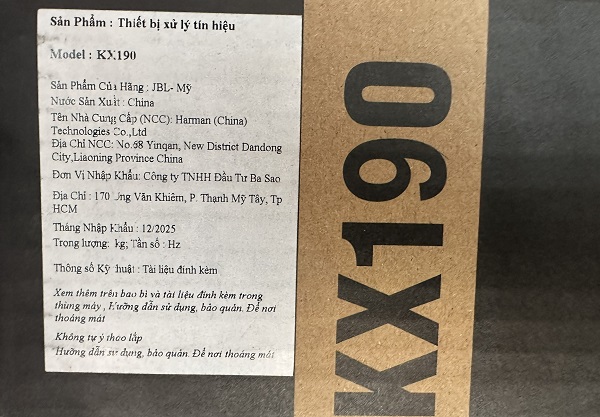 Sản Phẩm : Thiết bị xử lý tín hiệu
Model : KX190
Sản Phẩm Của Hãng : JBL- Mỹ
Nước Sản Xuất : China
Tên Nhà Cung Cấp (NCC): Harman (China)
Technologies Co.,Ltd
Địa Chỉ NCC: No.68 Yinqan, New District Dandong
City,Liaoning Province China
Đơn Vị Nhập Khẩu: Công ty TNHH Đầu Tư Ba Sao
Địa Chỉ : 170 Ung Văn Khiêm, P. Thạnh Mỹ Tây, Tp
HCM
Tháng Nhập Khẩu : 12/2025
Trọng lượng: kg; Tần số : Hz
Thông số Kỹ thuật : Tài liệu đính kèm
Xem thêm trên bao bì và tài liệu đính kèm trong
thùng máy , Hướng dẫn sử dụng, bảo quản. Để nơi
thoáng mát
Không tự ý thao lắp
Hướng dẫn sử dụng, bảo quản. Để nơi thoáng mát
KX190